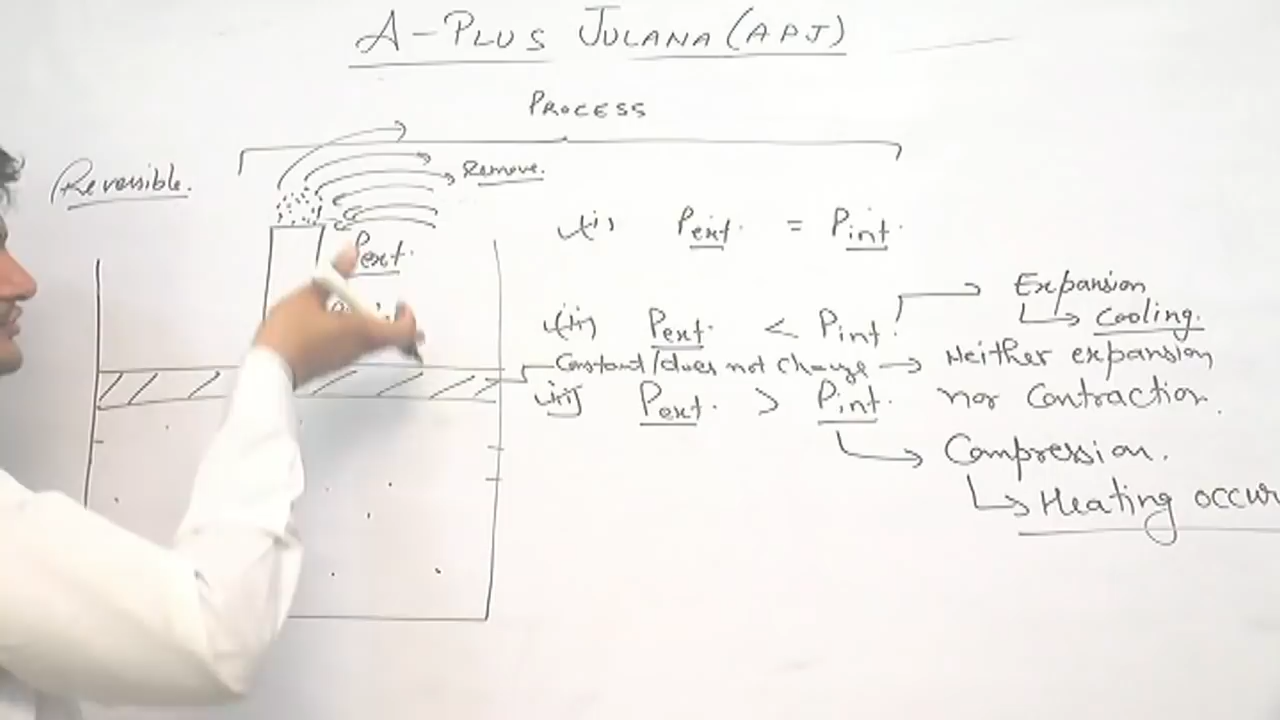 A-PLUS JULANA (APJ)
PROCESS
Reversible.
Remove.
Pext.
(i) Pext. = Pint.
(ii) Pext. < Pint.
Expansion
Cooling.
Constant/does not change → Neither expansion
nor Contraction.
(iii) Pext. > Pint.
Compression.
Heating occur